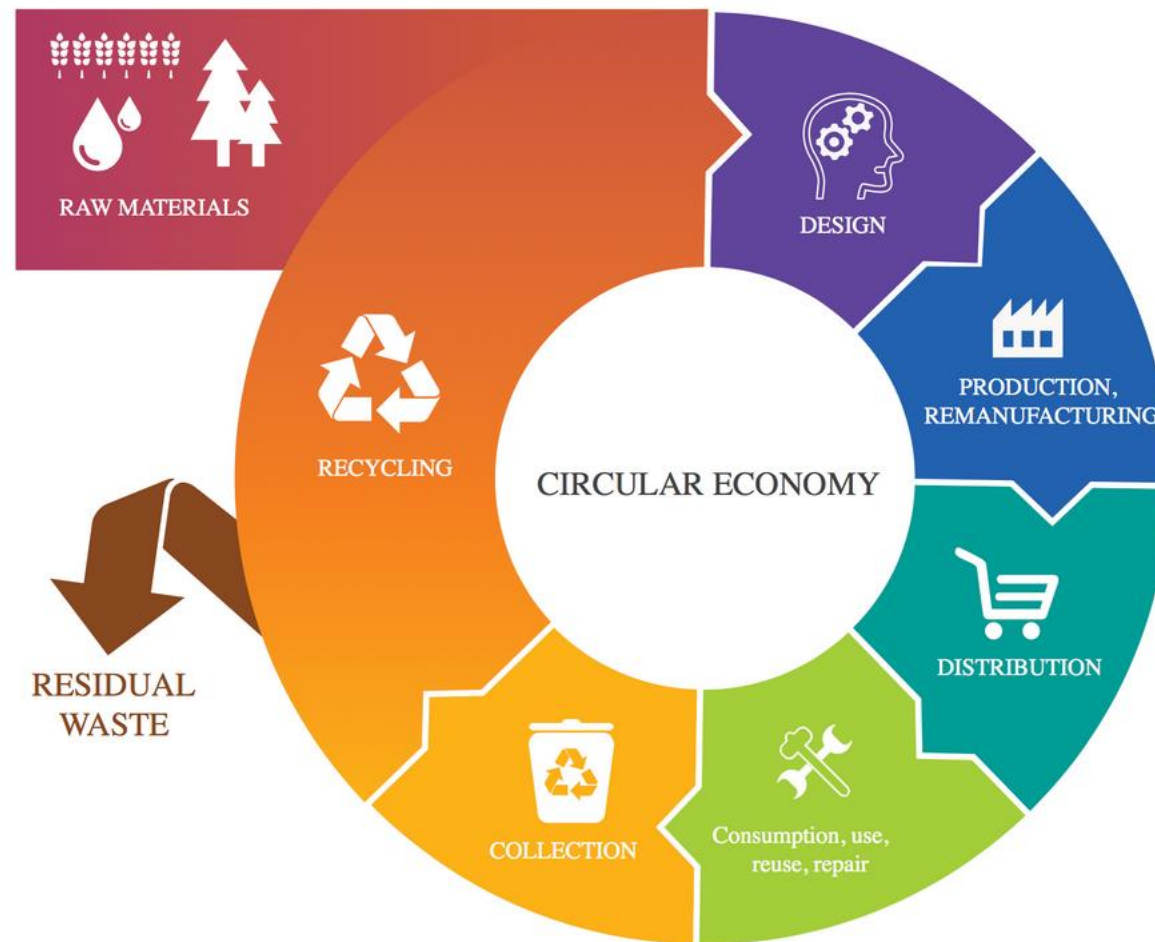 RAW MATERIALS
DESIGN
PRODUCTION,
REMANUFACTURING
RECYCLING
CIRCULAR ECONOMY
DISTRIBUTION
RESIDUAL
WASTE
Consumption, use,
reuse, repair
COLLECTION